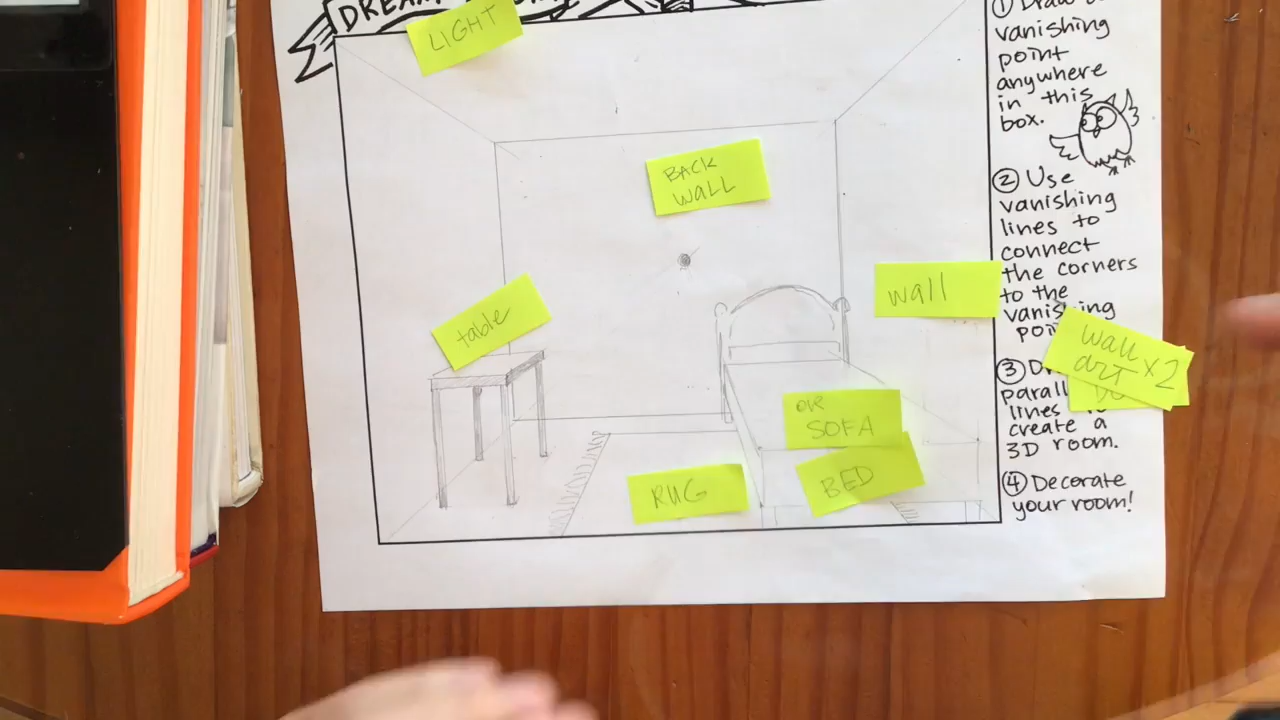 DREAM
LIGHT
BACK
WALL
table
wall
OR
SOFA
BED
RUG
wall
art x2
① Draw
vanishing
point
anywhere
in this
box.
② Use
vanishing
lines to
connect
the corners
to the
vanishing
③
lines
create a
3D room.
④ Decorate
your room!